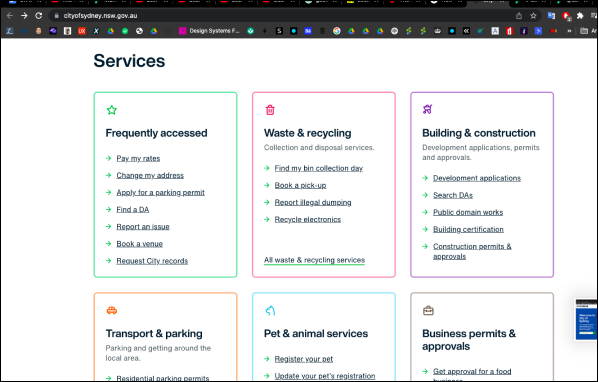 cityofsydney.nsw.gov.au
Design Systems F...
Services
Frequently accessed
Pay my rates
Change my address
Apply for a parking permit
Find a DA
Report an issue
Book a venue
Request City records
Waste & recycling
Collection and disposal services.
Find my bin collection day
Book a pick-up
Report illegal dumping
Recycle electronics
All waste & recycling services
Building & construction
Development applications, permits
and approvals.
Development applications
Search DAs
Public domain works
Building certification
Construction permits &
approvals
Transport & parking
Parking and getting around the
local area.
Residential parking permits
Pet & animal services
Register your pet
Update your pet's registration
Business permits &
approvals
Get approval for a food
business